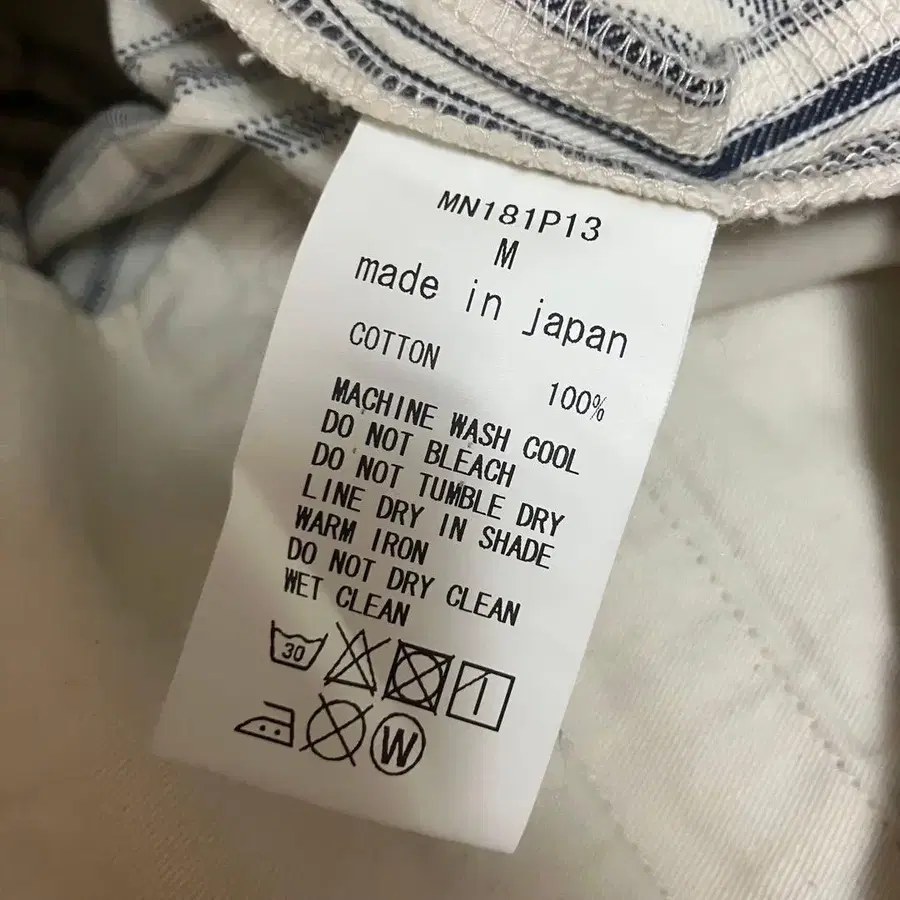 MN181P13
M
made in japan
COTTON 100%
MACHINE WASH COOL
DO NOT BLEACH
DO NOT TUMBLE DRY
LINE DRY IN SHADE
WARM IRON
DO NOT DRY CLEAN
WET CLEAN
30
W